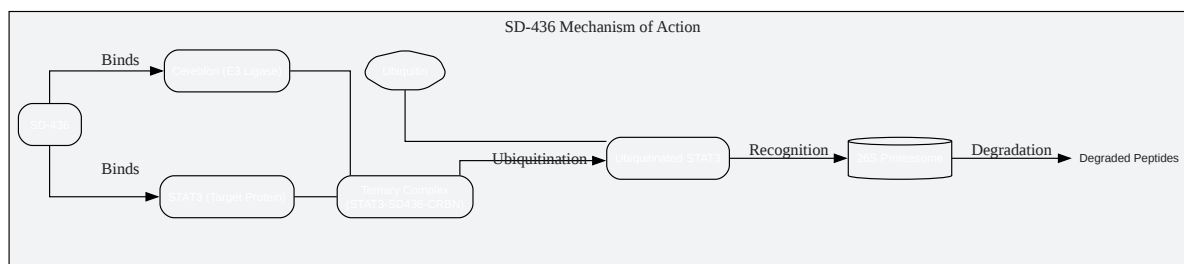 SD-436 Mechanism of Action
Binds
Cereblon (E3 Ligase)
Ubiquitin
SD-436
Ubiquitination
Ubiquitinated STAT3
Recognition
26S Proteasome
Degradation
Degraded Peptides
Binds
STAT3 (Target Protein)
Ternary Complex
(STAT3-SD436-CRBN)